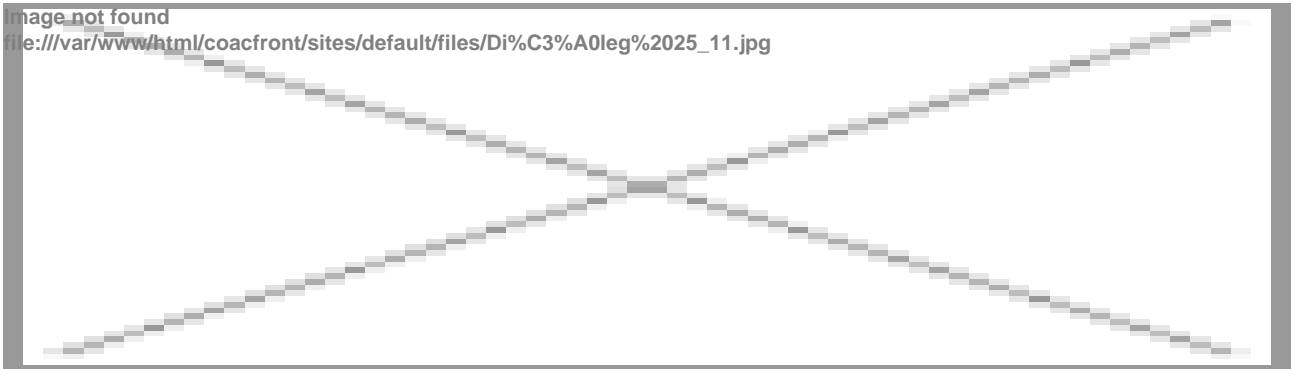 Image not found
file:///var/www/html/coacfront/sites/default/files/Di%C3%A0leg%2025_11.jpg